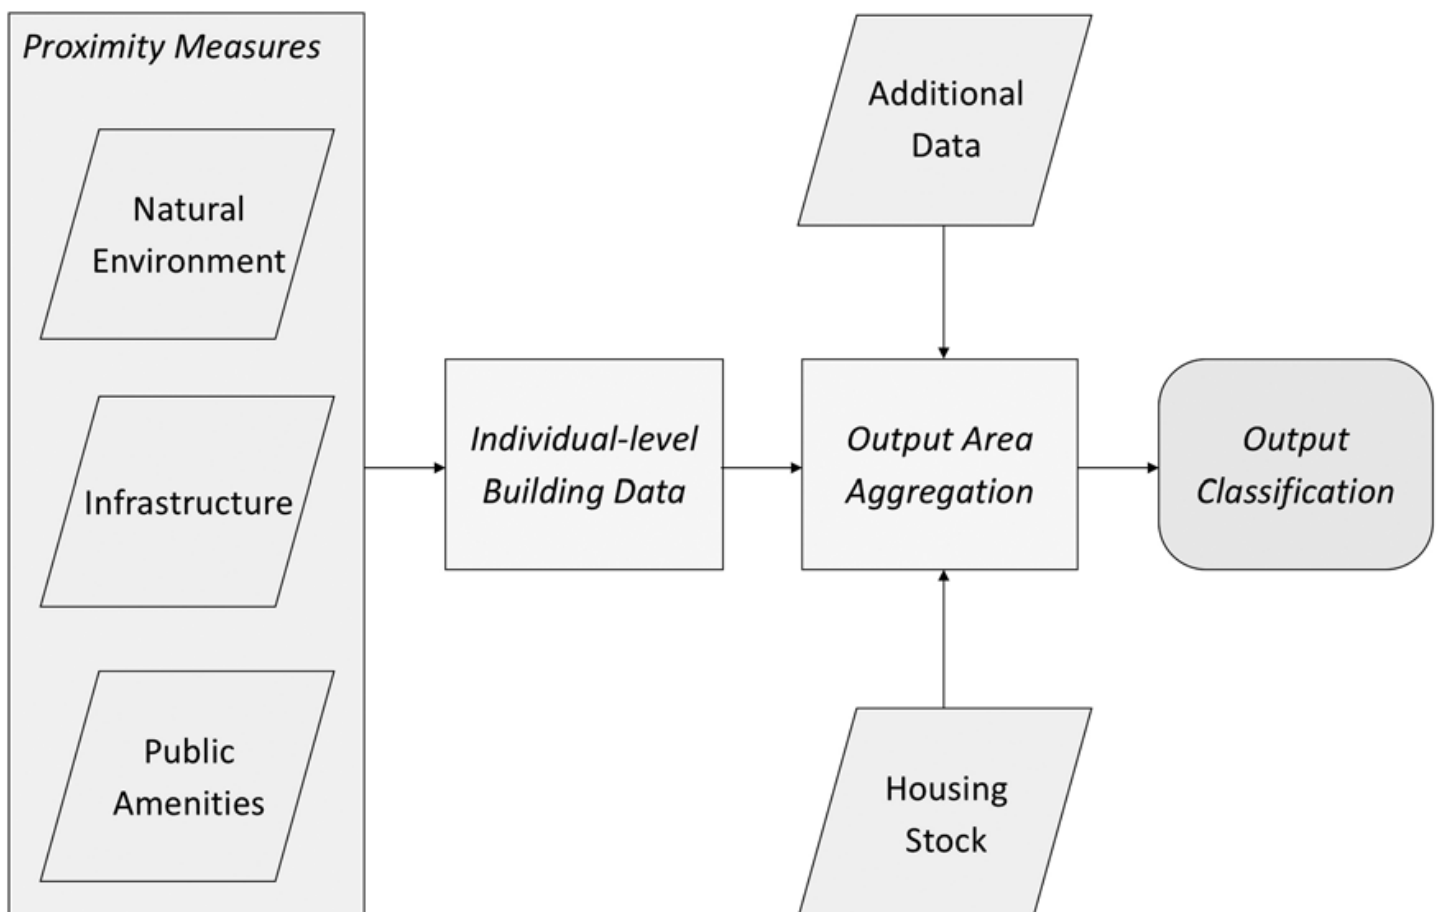 Proximity Measures
Natural
Environment
Infrastructure
Public
Amenities
Individual-level
Building Data
Additional
Data
Output Area
Aggregation
Housing
Stock
Output
Classification